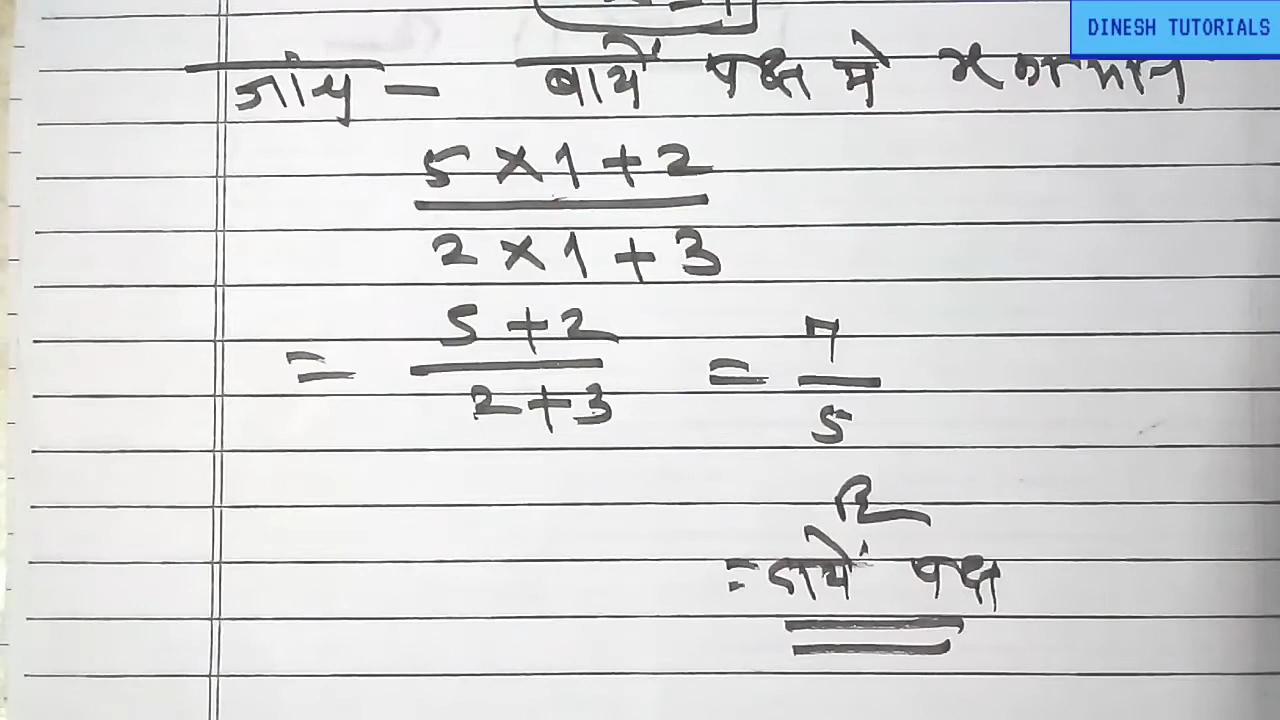 DINESH TUTORIALS
जांच - बायें पक्ष में x का मान
5 × 1 + 2
2 × 1 + 3
= 5 + 2 / 2 + 3 = 7 / 5
= दायें पक्ष